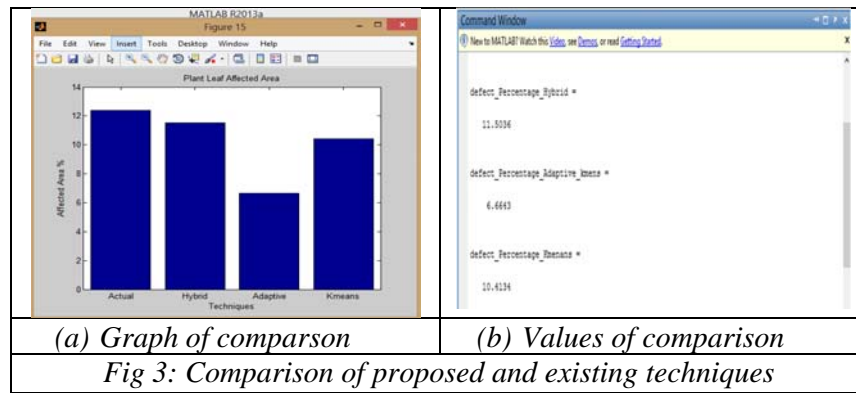 MATLAB R2013a
Figure 15
File Edit View Insert Tools Desktop Window Help
Plant Leaf Affected Area
14
12
10
8
6
4
2
0
Affected Area %
Actual Hybrid Adaptive Kmeans
Techniques
Command Window
New to MATLAB? Watch this Video, see Demos, or read Getting Started.
defect_Percentage_Hybrid =
11.5036
defect_Percentage_Adaptive_kmens =
6.6643
defect_Percentage_Kmenans =
10.4134
(a) Graph of comparson
(b) Values of comparison
Fig 3: Comparison of proposed and existing techniques